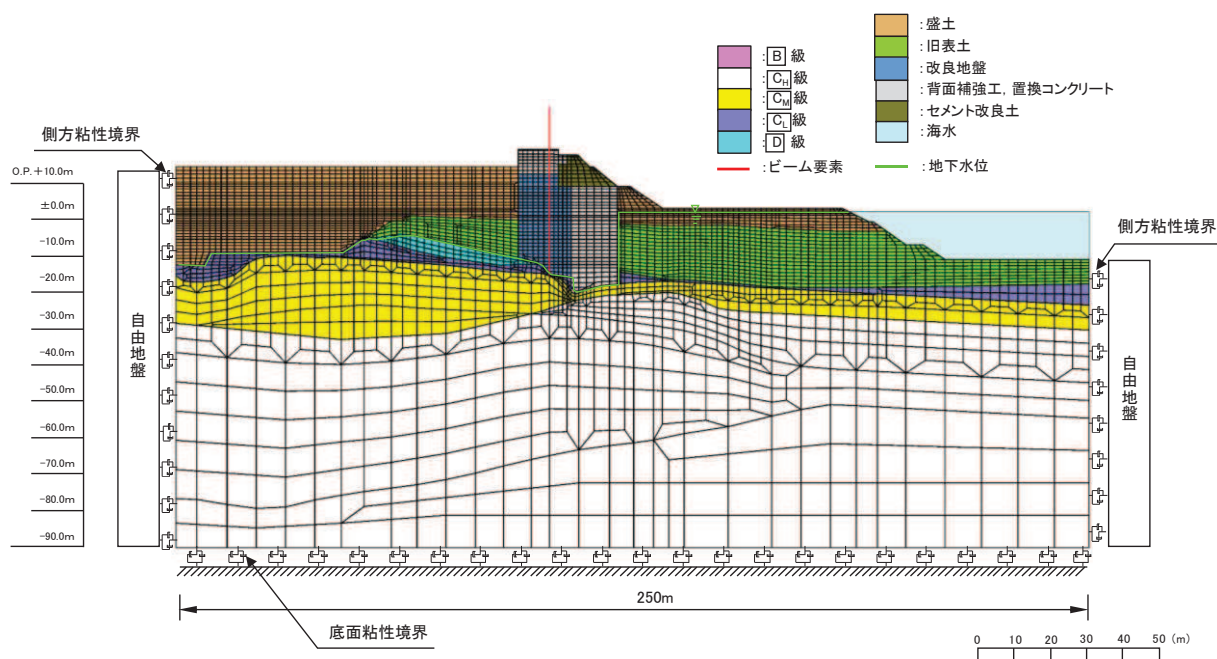 :盛土
:旧表土
:改良地盤
:背面補強工, 置換コンクリート
:セメント改良土
:海水
:B 級
:CH級
:CM級
:CL級
:D 級
:ビーム要素
:地下水位
側方粘性境界
側方粘性境界
O.P.+10.0m
±0.0m
-10.0m
-20.0m
-30.0m
-40.0m
-50.0m
-60.0m
-70.0m
-80.0m
-90.0m
自由地盤
自由地盤
250m
底面粘性境界
0 10 20 30 40 50 (m)